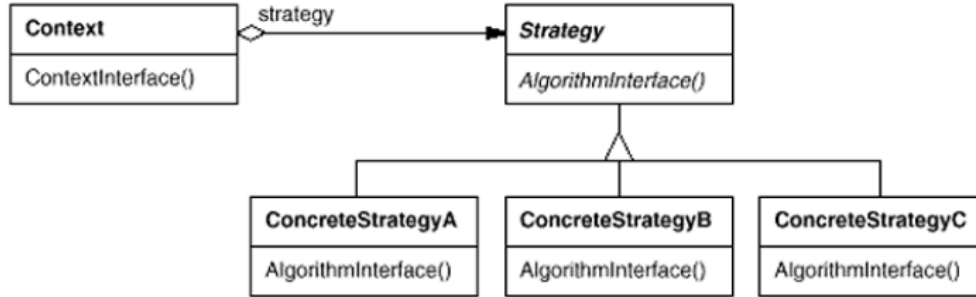 Context
ContextInterface()
strategy
Strategy
AlgorithmInterface()
ConcreteStrategyA
AlgorithmInterface()
ConcreteStrategyB
AlgorithmInterface()
ConcreteStrategyC
AlgorithmInterface()